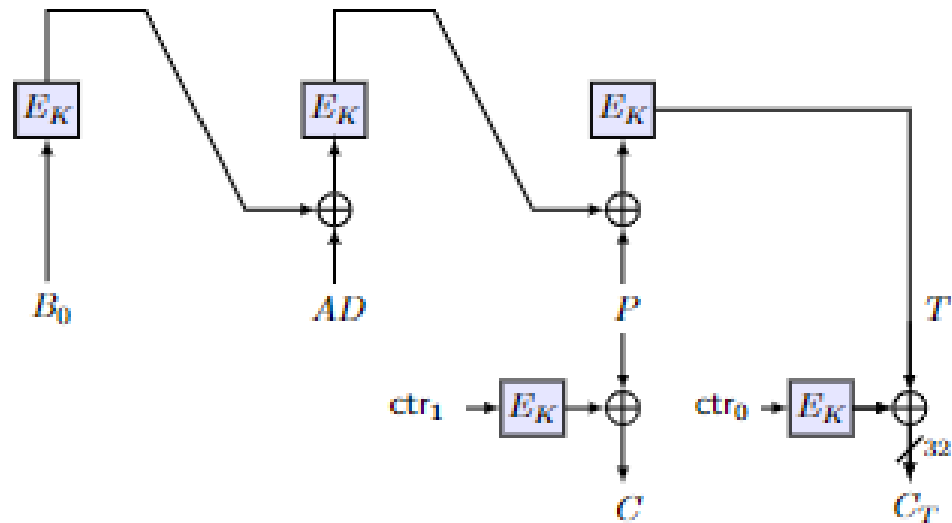 E_K E_K E_K
B_0 AD P T
ctr_1 E_K ctr_0 E_K
32
C C_T